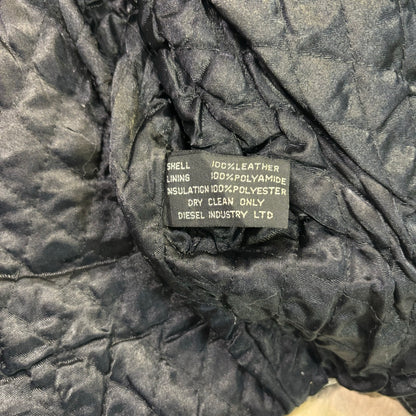 SHELL 100% LEATHER
LINING 100% POLYAMIDE
INSULATION 100% POLYESTER
DRY CLEAN ONLY
DIESEL INDUSTRY LTD